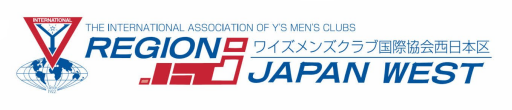 INTERNATIONAL
Y
THE INTERNATIONAL ASSOCIATION OF Y'S MEN'S CLUBS
REGION
ワイズメンズクラブ国際協会西日本区
JAPAN WEST
1922